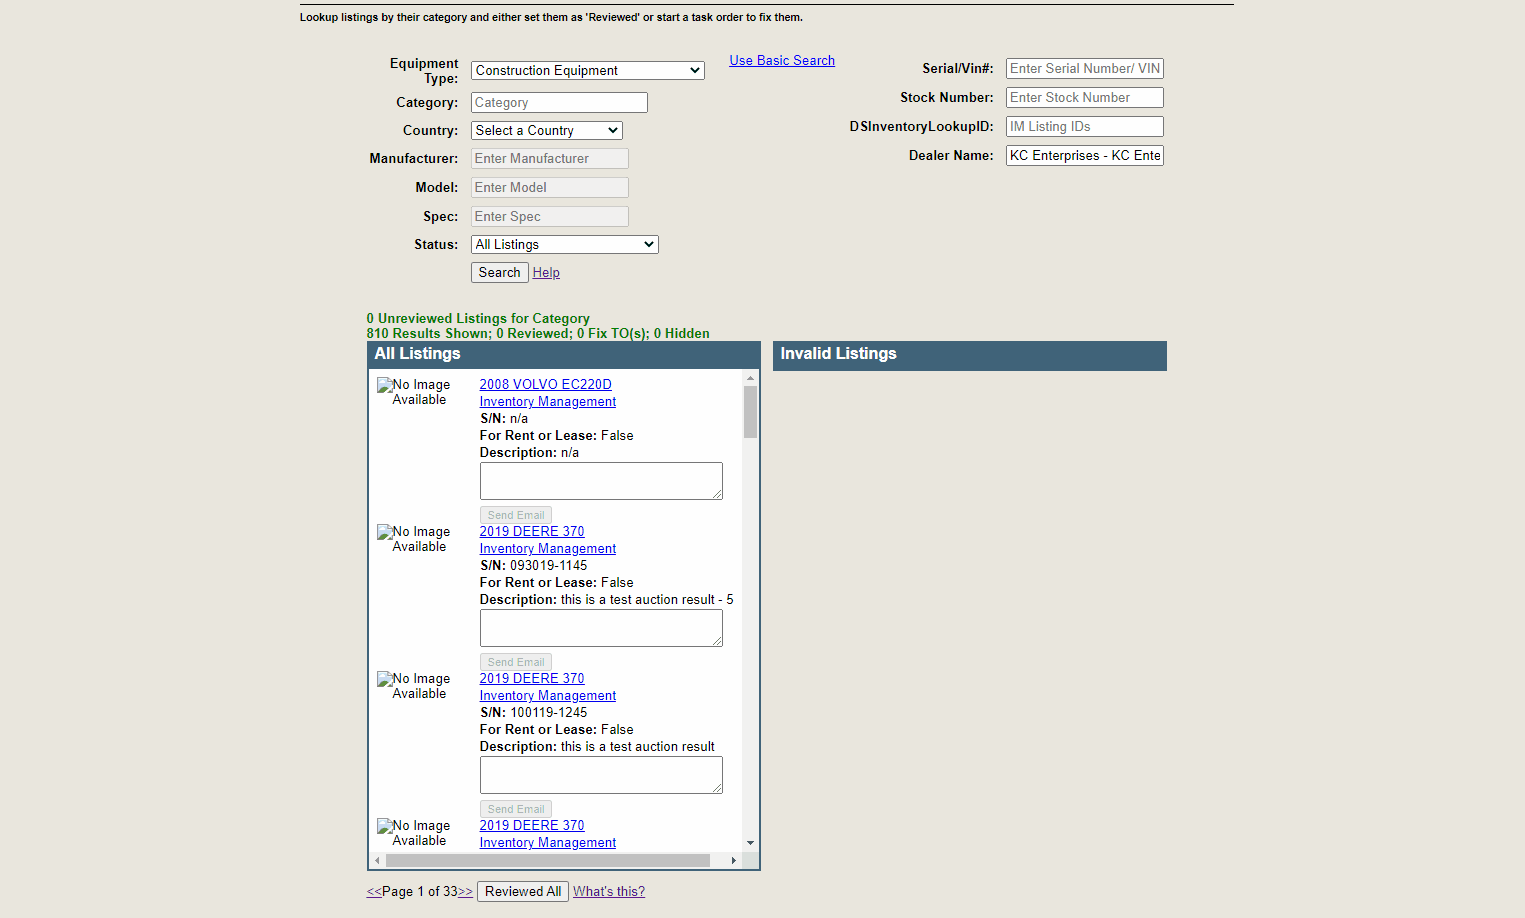 Lookup listings by their category and either set them as 'Reviewed' or start a task order to fix them.
Equipment
Type:
Construction Equipment
Use Basic Search
Category:
Category
Country:
Select a Country
Manufacturer:
Enter Manufacturer
Model:
Enter Model
Spec:
Enter Spec
Status:
All Listings
Search Help
Serial/Vin#:
Enter Serial Number/ VIN
Stock Number:
Enter Stock Number
DSInventoryLookupID:
IM Listing IDs
Dealer Name:
KC Enterprises - KC Ente
0 Unreviewed Listings for Category
810 Results Shown; 0 Reviewed; 0 Fix TO(s); 0 Hidden
All Listings
No Image
Available
2008 VOLVO EC220D
Inventory Management
S/N: n/a
For Rent or Lease: False
Description: n/a
Send Email
No Image
Available
2019 DEERE 370
Inventory Management
S/N: 093019-1145
For Rent or Lease: False
Description: this is a test auction result - 5
Send Email
No Image
Available
2019 DEERE 370
Inventory Management
S/N: 100119-1245
For Rent or Lease: False
Description: this is a test auction result
Send Email
No Image
Available
2019 DEERE 370
Inventory Management
Invalid Listings
<<Page 1 of 33>> Reviewed All What's this?